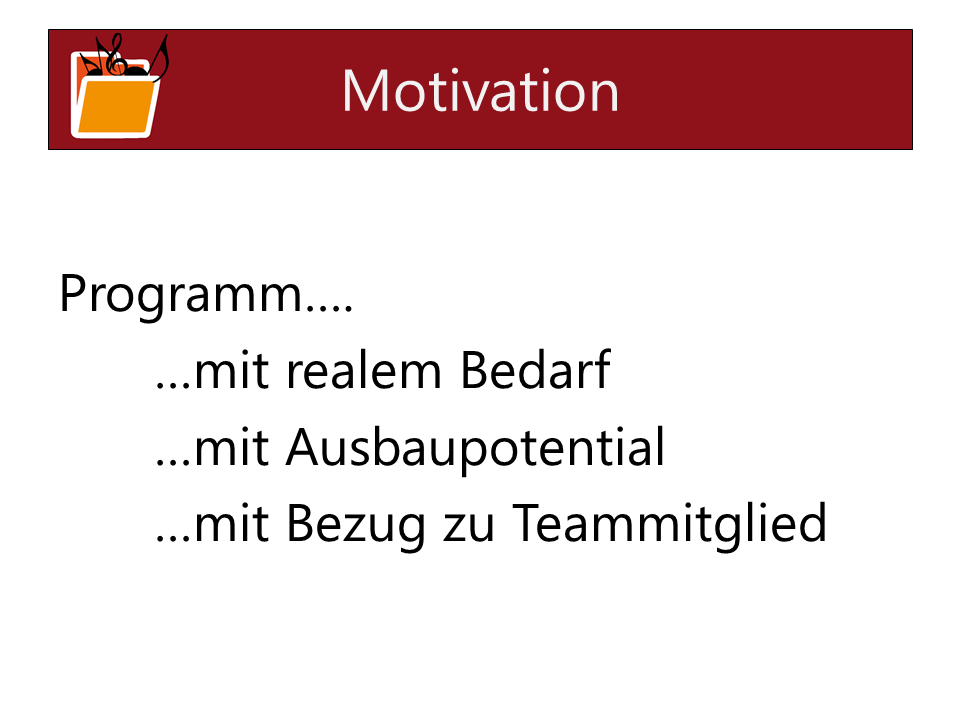 Motivation
Programm....
...mit realem Bedarf
...mit Ausbaupotential
...mit Bezug zu Teammitglied